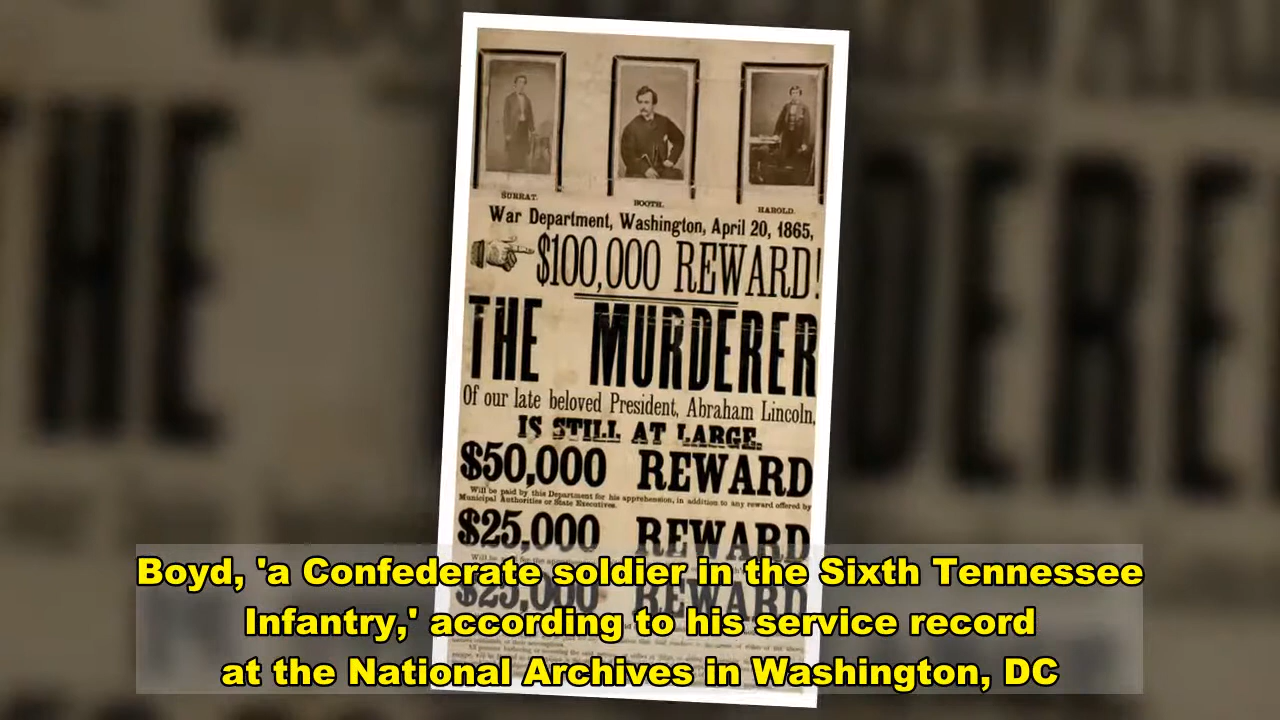 SURRAT.
BOOTH.
HAROLD.
War Department, Washington, April 20, 1865,
$100,000 REWARD!
THE MURDERER
Of our late beloved President, Abraham Lincoln,
IS STILL AT LARGE.
$50,000 REWARD
Will be paid by this Department for his apprehension, in addition to any reward offered by
Municipal Authorities or State Executives.
$25,000 REWARD
$25,000 REWARD
Boyd, 'a Confederate soldier in the Sixth Tennessee
Infantry,' according to his service record
at the National Archives in Washington, DC